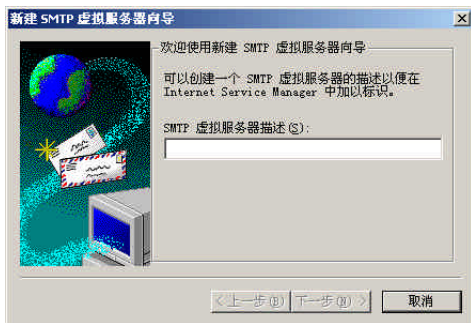 新建 SMTP 虚拟服务器向导
欢迎使用新建 SMTP 虚拟服务器向导
可以创建一个 SMTP 虚拟服务器的描述以便在
Internet Service Manager 中加以标识。
SMTP 虚拟服务器描述(S):
<上一步(B) 下一步(N) > 取消